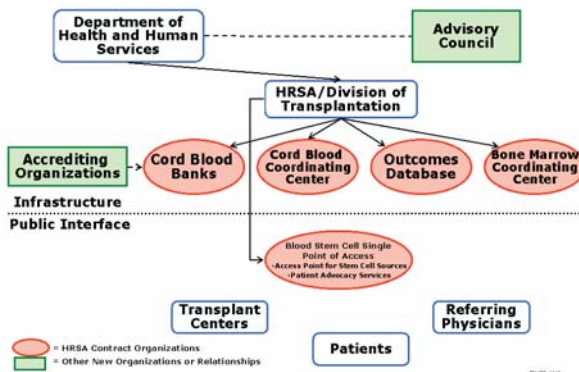 Department of
Health and Human
Services
Advisory
Council
HRSA/Division of
Transplantation
Accrediting
Organizations
Cord Blood
Banks
Cord Blood
Coordinating
Center
Outcomes
Database
Bone Marrow
Coordinating
Center
Infrastructure
Public Interface
Blood Stem Cell Single
Point of Access
-Access Point for Stem Cell Sources
-Patient Advocacy Services
Transplant
Centers
Referring
Physicians
Patients
= HRSA Contract Organizations
= Other New Organizations or Relationships